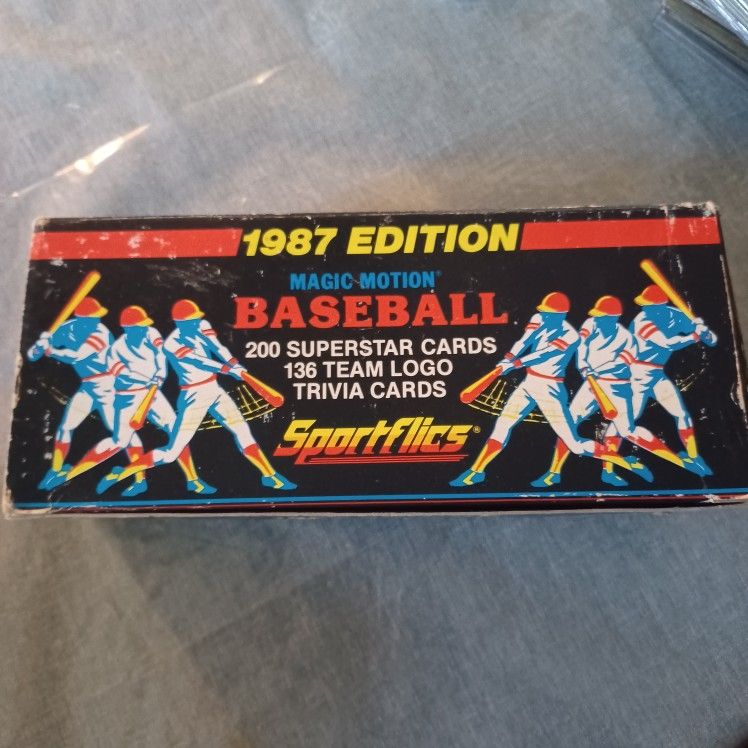 1987 EDITION
MAGIC MOTION®
BASEBALL
200 SUPERSTAR CARDS
136 TEAM LOGO
TRIVIA CARDS
Sportflics®